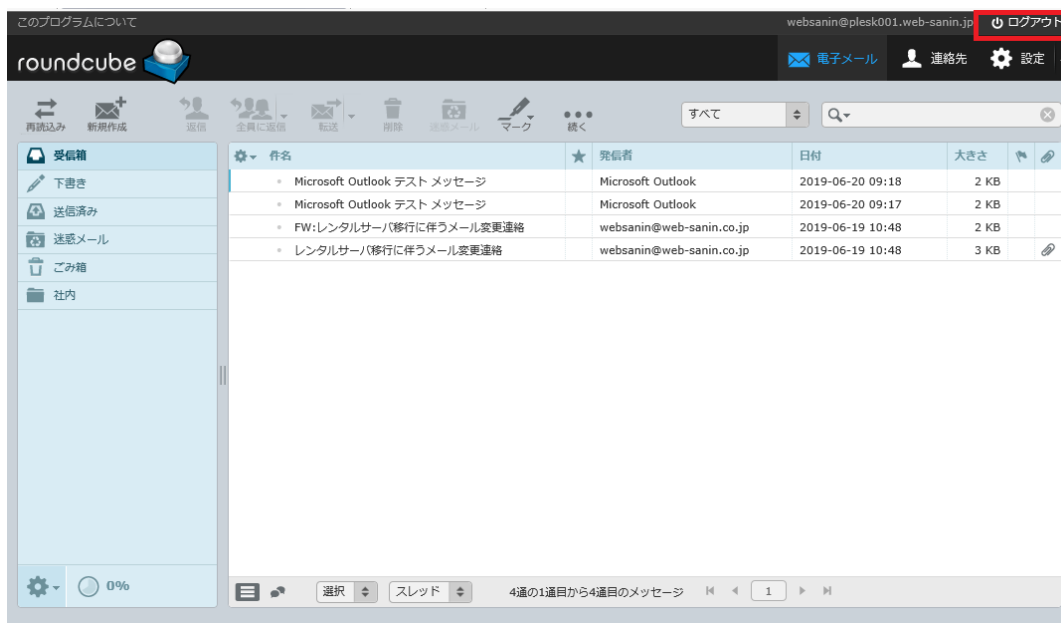 このプログラムについて
websanin@plesk001.web-sanin.jp ログアウト
roundcube
電子メール 連絡先 設定
再読込み 新規作成 返信 全員に返信 転送 削除 迷惑メール マーク 続く
すべて
受信箱
下書き
送信済み
迷惑メール
ごみ箱
社内
件名 発信者 日付 大きさ
Microsoft Outlook テスト メッセージ Microsoft Outlook 2019-06-20 09:18 2 KB
Microsoft Outlook テスト メッセージ Microsoft Outlook 2019-06-20 09:17 2 KB
FW:レンタルサーバ移行に伴うメール変更連絡 websanin@web-sanin.co.jp 2019-06-19 10:48 2 KB
レンタルサーバ移行に伴うメール変更連絡 websanin@web-sanin.co.jp 2019-06-19 10:48 3 KB
0%
選択 スレッド 4通の1通目から4通目のメッセージ 1